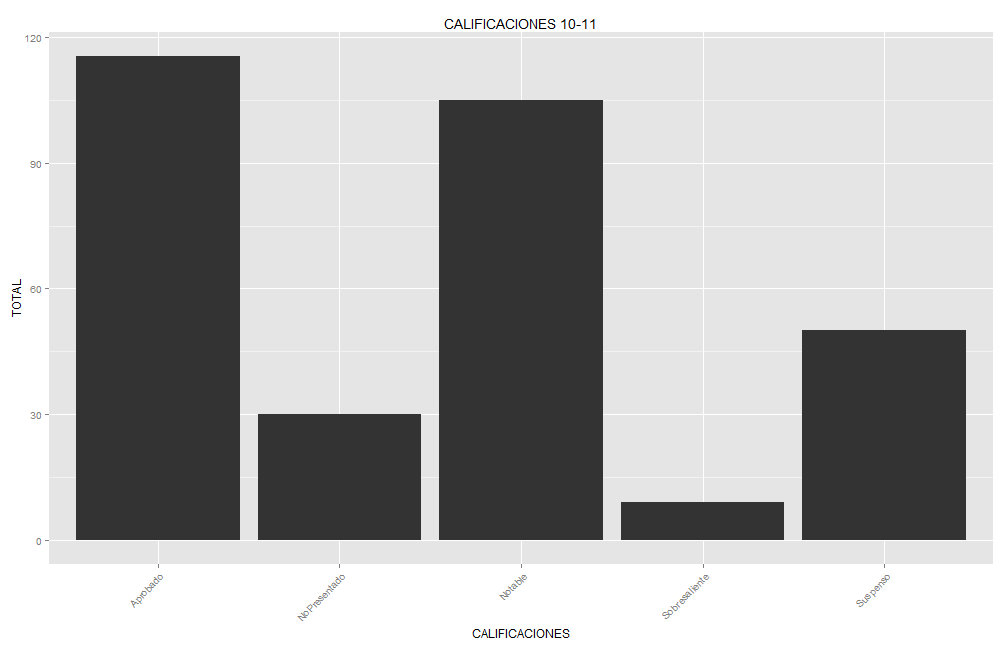 CALIFICACIONES 10-11
120
90
60
30
0
TOTAL
Aprobado
NoPresentado
Notable
Sobresaliente
Suspenso
CALIFICACIONES